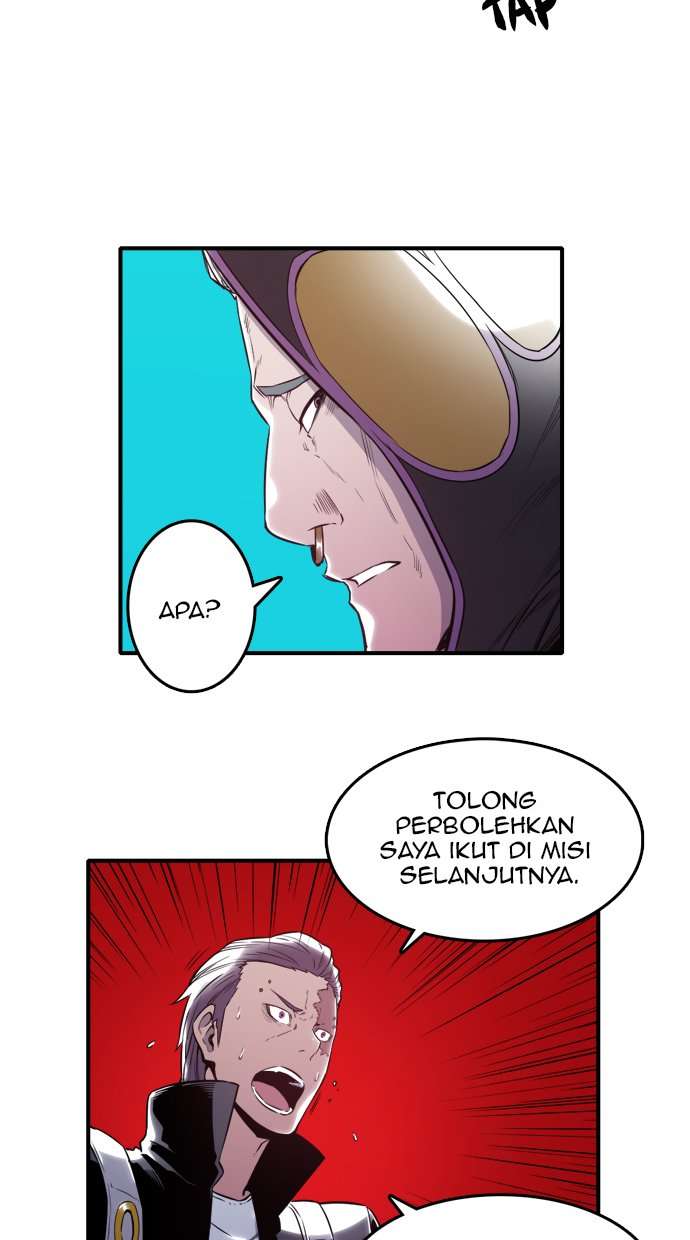 TAP
APA?
TOLONG
PERBOLEHKAN
SAYA IKUT DI MISI
SELANJUTNYA.